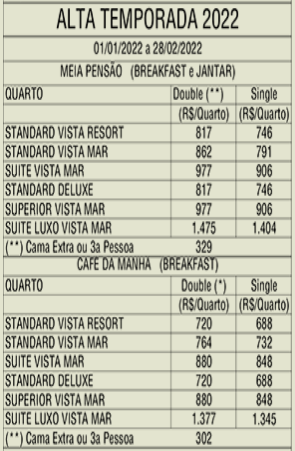 ALTA TEMPORADA 2022
01/01/2022 a 28/02/2022
MEIA PENSÃO (BREAKFAST e JANTAR)
QUARTO Double (**) Single
(R$/Quarto) (R$/Quarto)
STANDARD VISTA RESORT 817 746
STANDARD VISTA MAR 862 791
SUITE VISTA MAR 977 906
STANDARD DELUXE 817 746
SUPERIOR VISTA MAR 977 906
SUITE LUXO VISTA MAR 1.475 1.404
(**) Cama Extra ou 3a Pessoa 329
CAFE DA MANHA (BREAKFAST)
QUARTO Double (*) Single
(R$/Quarto) (R$/Quarto)
STANDARD VISTA RESORT 720 688
STANDARD VISTA MAR 764 732
SUITE VISTA MAR 880 848
STANDARD DELUXE 720 688
SUPERIOR VISTA MAR 880 848
SUITE LUXO VISTA MAR 1.377 1.345
(**) Cama Extra ou 3a Pessoa 302